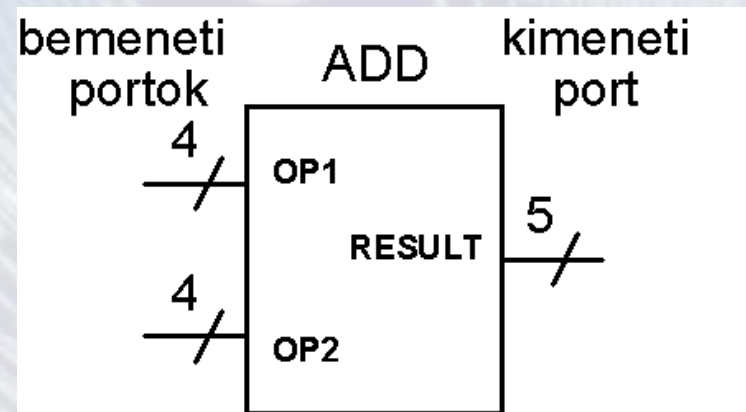 bemeneti
portok
ADD
kimeneti
port
4
OP1
RESULT
5
4
OP2